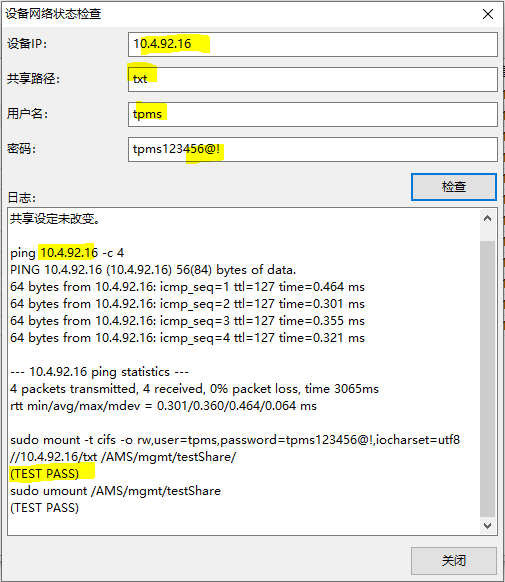 设备网络状态检查
设备IP: 10.4.92.16
共享路径: txt
用户名: tpms
密码: tpms123456@!
检查
日志:
共享设定未改变。
ping 10.4.92.16 -c 4
PING 10.4.92.16 (10.4.92.16) 56(84) bytes of data.
64 bytes from 10.4.92.16: icmp_seq=1 ttl=127 time=0.464 ms
64 bytes from 10.4.92.16: icmp_seq=2 ttl=127 time=0.301 ms
64 bytes from 10.4.92.16: icmp_seq=3 ttl=127 time=0.355 ms
64 bytes from 10.4.92.16: icmp_seq=4 ttl=127 time=0.321 ms
--- 10.4.92.16 ping statistics ---
4 packets transmitted, 4 received, 0% packet loss, time 3065ms
rtt min/avg/max/mdev = 0.301/0.360/0.464/0.064 ms
sudo mount -t cifs -o rw,user=tpms,password=tpms123456@!,iocharset=utf8
//10.4.92.16/txt /AMS/mgmt/testShare/
(TEST PASS)
sudo umount /AMS/mgmt/testShare
(TEST PASS)
关闭